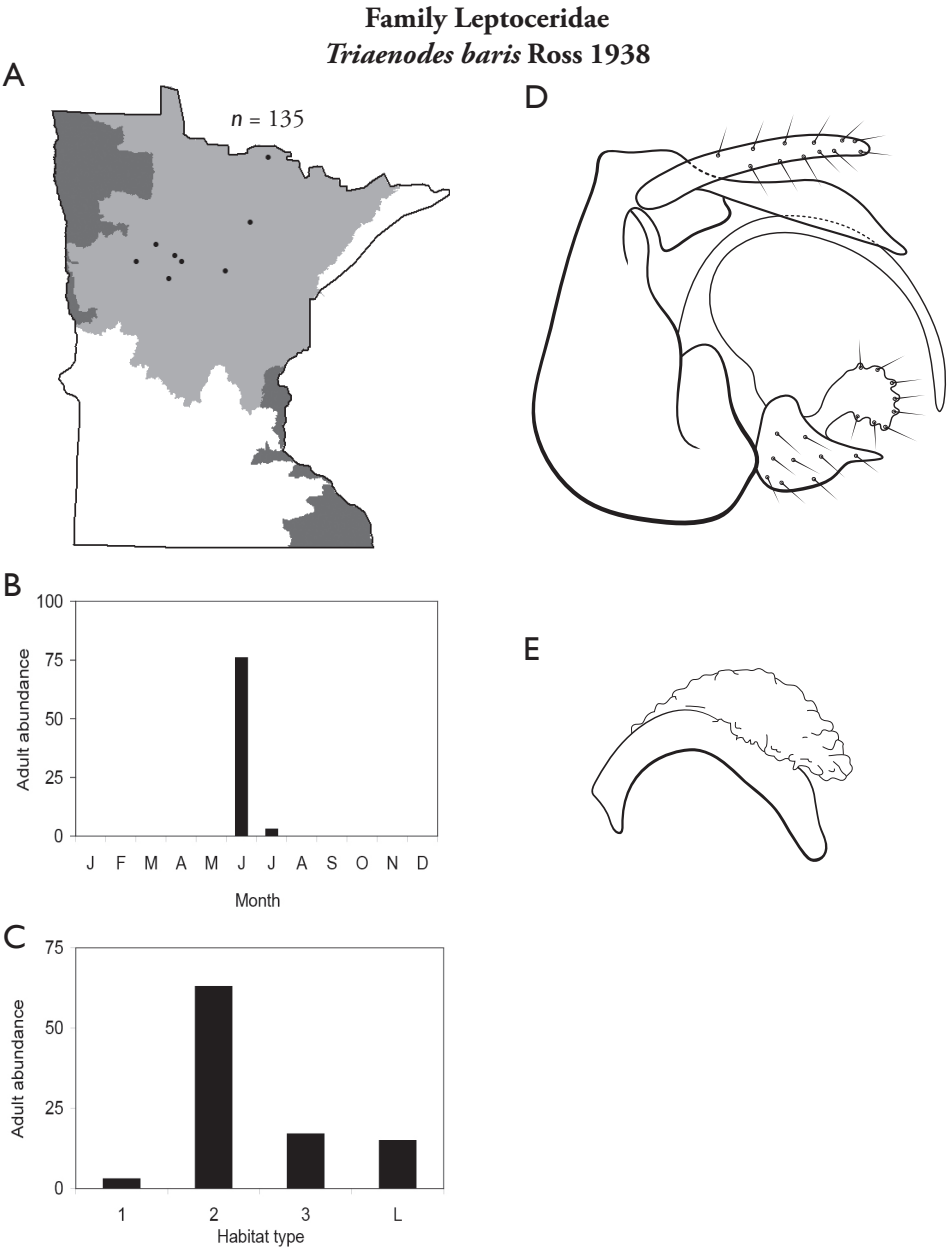 Family Leptoceridae
Triaenodes baris Ross 1938
A
n = 135
D
B
100
75
50
25
0
Adult abundance
J F M A M J J A S O N D
Month
E
C
75
50
25
0
Adult abundance
1 2 3 L
Habitat type